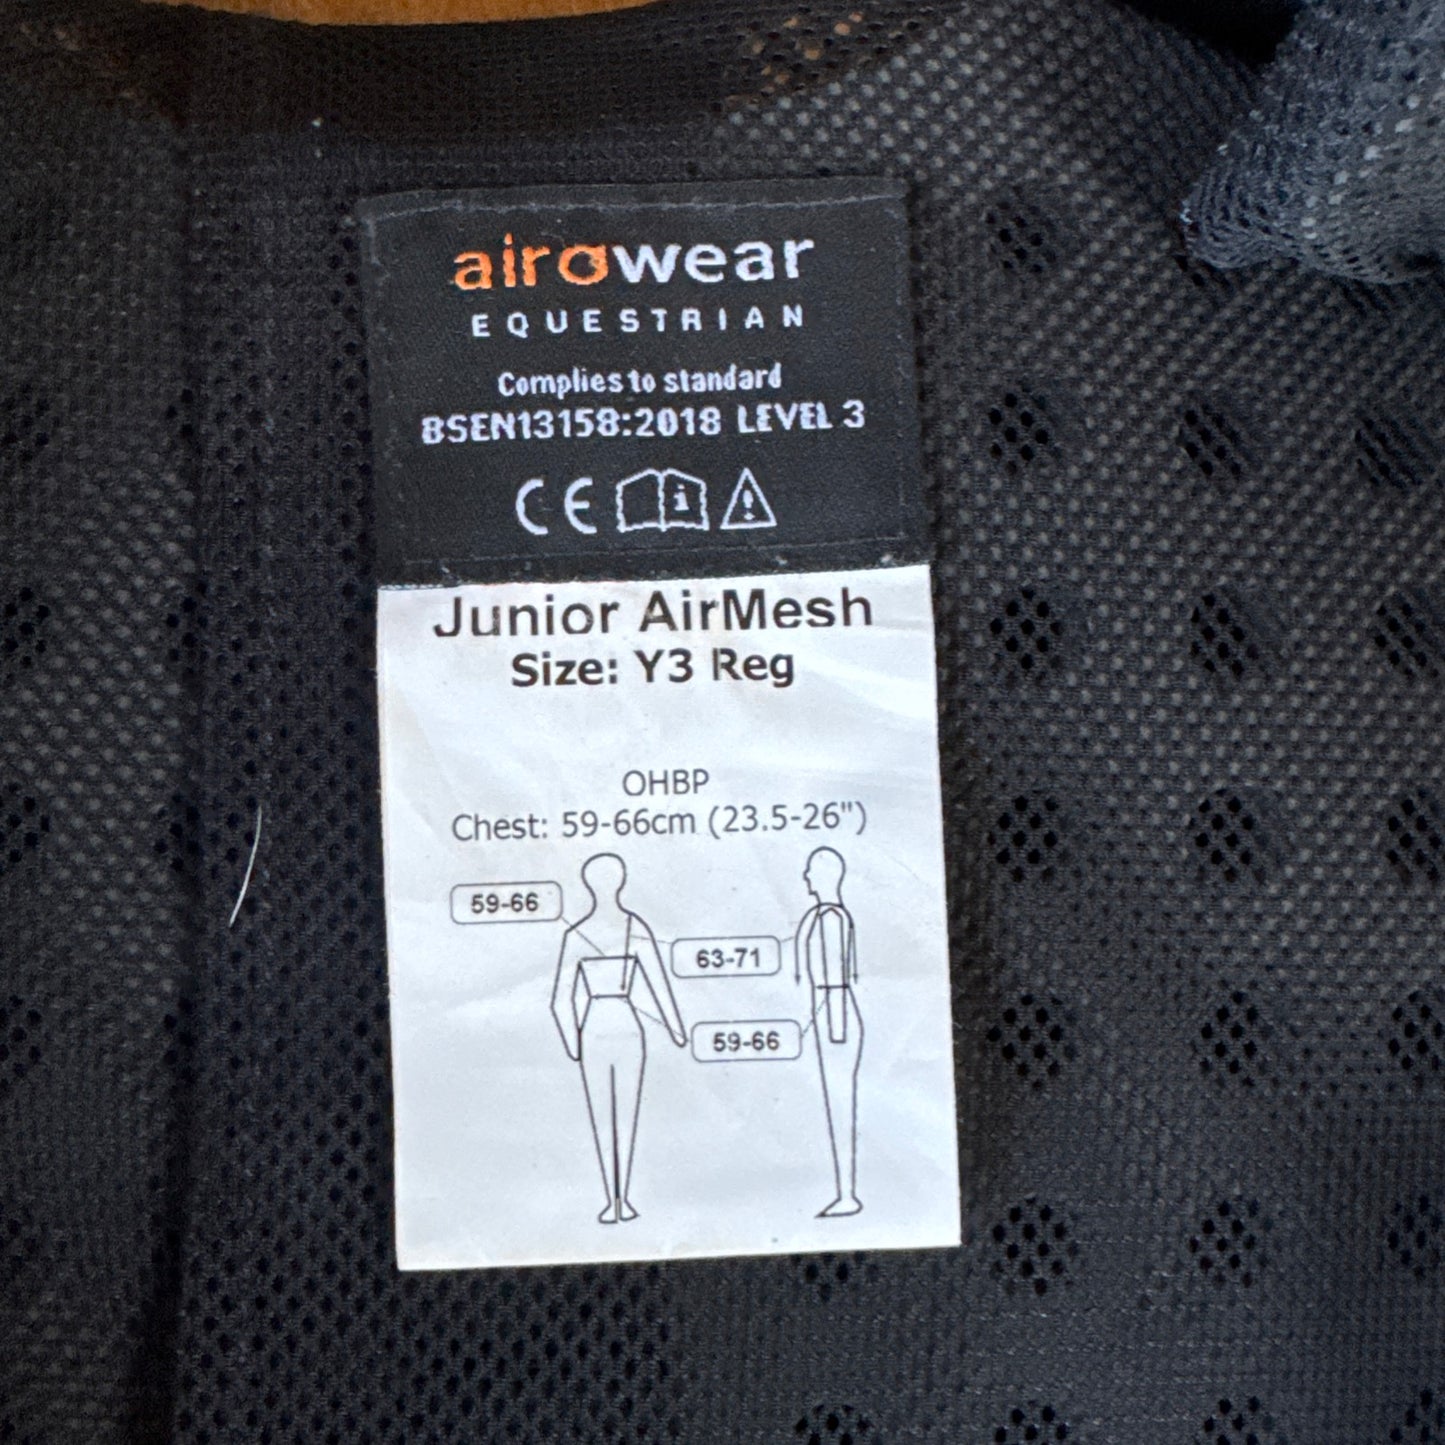 airowear
EQUESTRIAN
Complies to standard
BSEN13158:2018 LEVEL 3
CE
Junior AirMesh
Size: Y3 Reg
OHBP
Chest: 59-66cm (23.5-26")
59-66
63-71
59-66